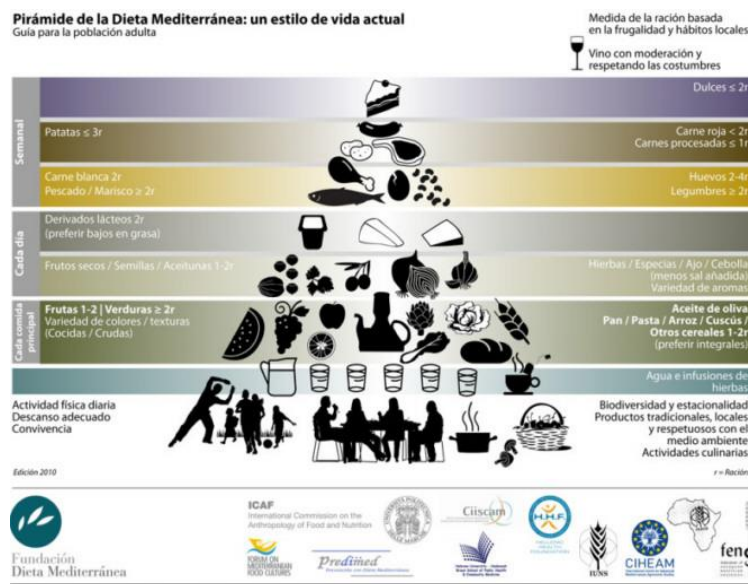 Pirámide de la Dieta Mediterránea: un estilo de vida actual
Guía para la población adulta
Medida de la ración basada
en la frugalidad y hábitos locales
Vino con moderación y
respetando las costumbres
Semanal
Dulces ≤ 2r
Patatas ≤ 3r
Carne roja < 2r
Carnes procesadas ≤ 1r
Carne blanca 2r
Pescado / Marisco ≥ 2r
Huevos 2-4r
Legumbres ≥ 2r
Cada día
Derivados lácteos 2r
(preferir bajos en grasa)
Frutos secos / Semillas / Aceitunas 1-2r
Hierbas / Especias / Ajo / Cebolla
(menos sal añadida)
Variedad de aromas
Cada comida
principal
Frutas 1-2 | Verduras ≥ 2r
Variedad de colores / texturas
(Cocidas / Crudas)
Aceite de oliva
Pan / Pasta / Arroz / Cuscús /
Otros cereales 1-2r
(preferir integrales)
Agua e infusiones de
hierbas
Actividad física diaria
Descanso adecuado
Convivencia
Biodiversidad y estacionalidad
Productos tradicionales, locales
y respetuosos con el
medio ambiente
Actividades culinarias
Edición 2010
r = Ración
Fundación
Dieta Mediterránea
ICAF
International Commission on the
Anthropology of Food and Nutrition
FORUM ON
MEDITERRANEAN
FOOD CULTURES
Predimed
Ciiscam
H.H.F.
IUNS
CIHEAM